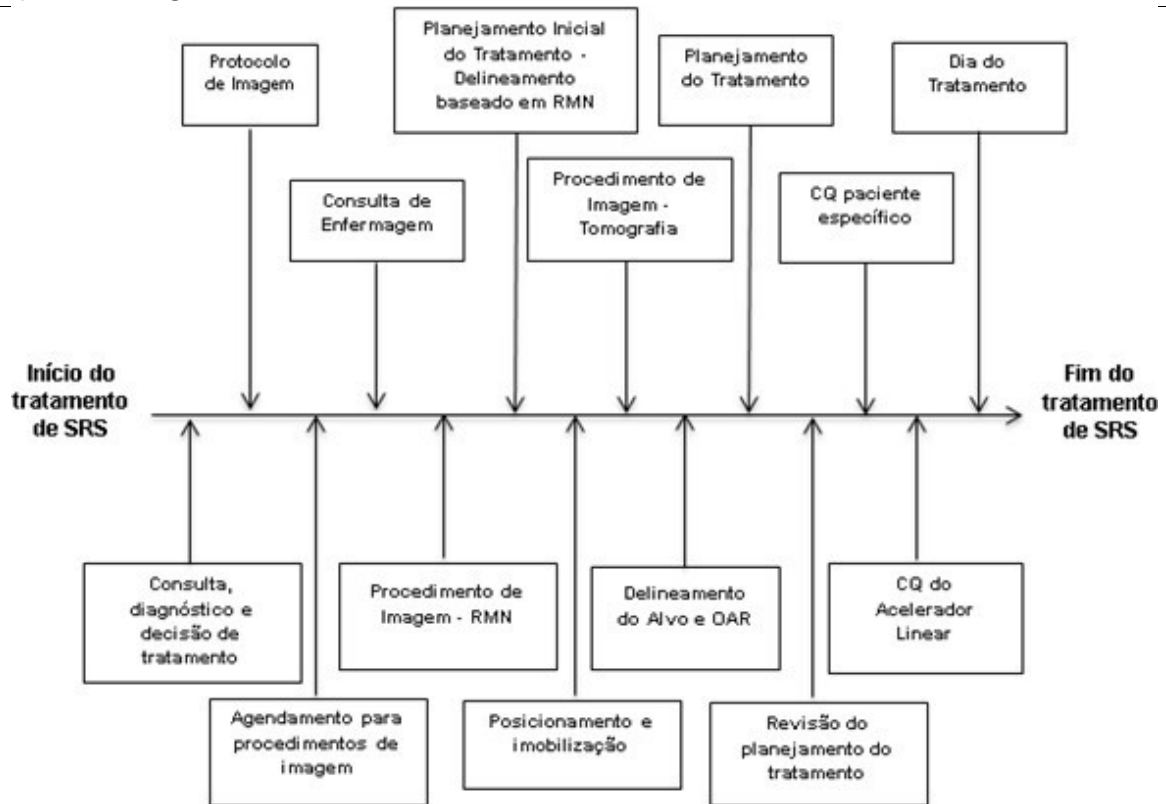 Protocolo
de Imagem
Planejamento Inicial
do Tratamento -
Delineamento
baseado em RMN
Planejamento
do Tratamento
Dia do
Tratamento
Consulta de
Enfermagem
Procedimento de
Imagem -
Tomografia
CQ paciente
específico
Início do
tratamento
de SRS
Fim do
tratamento
de SRS
Consulta,
diagnóstico e
decisão de
tratamento
Procedimento de
Imagem - RMN
Delineamento
do Alvo e OAR
CQ do
Acelerador
Linear
Agendamento para
procedimentos de
imagem
Posicionamento e
imobilização
Revisão do
planejamento do
tratamento